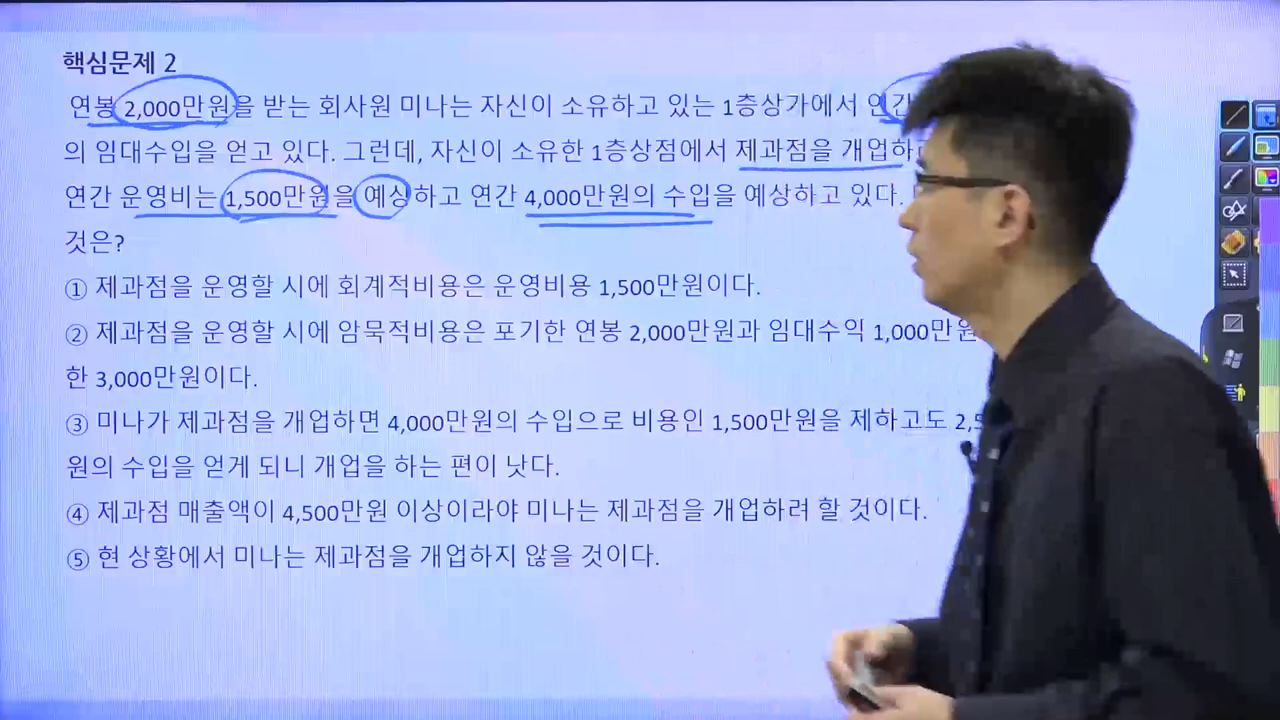 핵심문제 2
연봉 2,000만원을 받는 회사원 미나는 자신이 소유하고 있는 1층상가에서 연간
의 임대수입을 얻고 있다. 그런데, 자신이 소유한 1층상점에서 제과점을 개업하
연간 운영비는 1,500만원을 예상하고 연간 4,000만원의 수입을 예상하고 있다.
것은?
① 제과점을 운영할 시에 회계적비용은 운영비용 1,500만원이다.
② 제과점을 운영할 시에 암묵적비용은 포기한 연봉 2,000만원과 임대수익 1,000만원
한 3,000만원이다.
③ 미나가 제과점을 개업하면 4,000만원의 수입으로 비용인 1,500만원을 제하고도 2,5
원의 수입을 얻게 되니 개업을 하는 편이 낫다.
④ 제과점 매출액이 4,500만원 이상이라야 미나는 제과점을 개업하려 할 것이다.
⑤ 현 상황에서 미나는 제과점을 개업하지 않을 것이다.